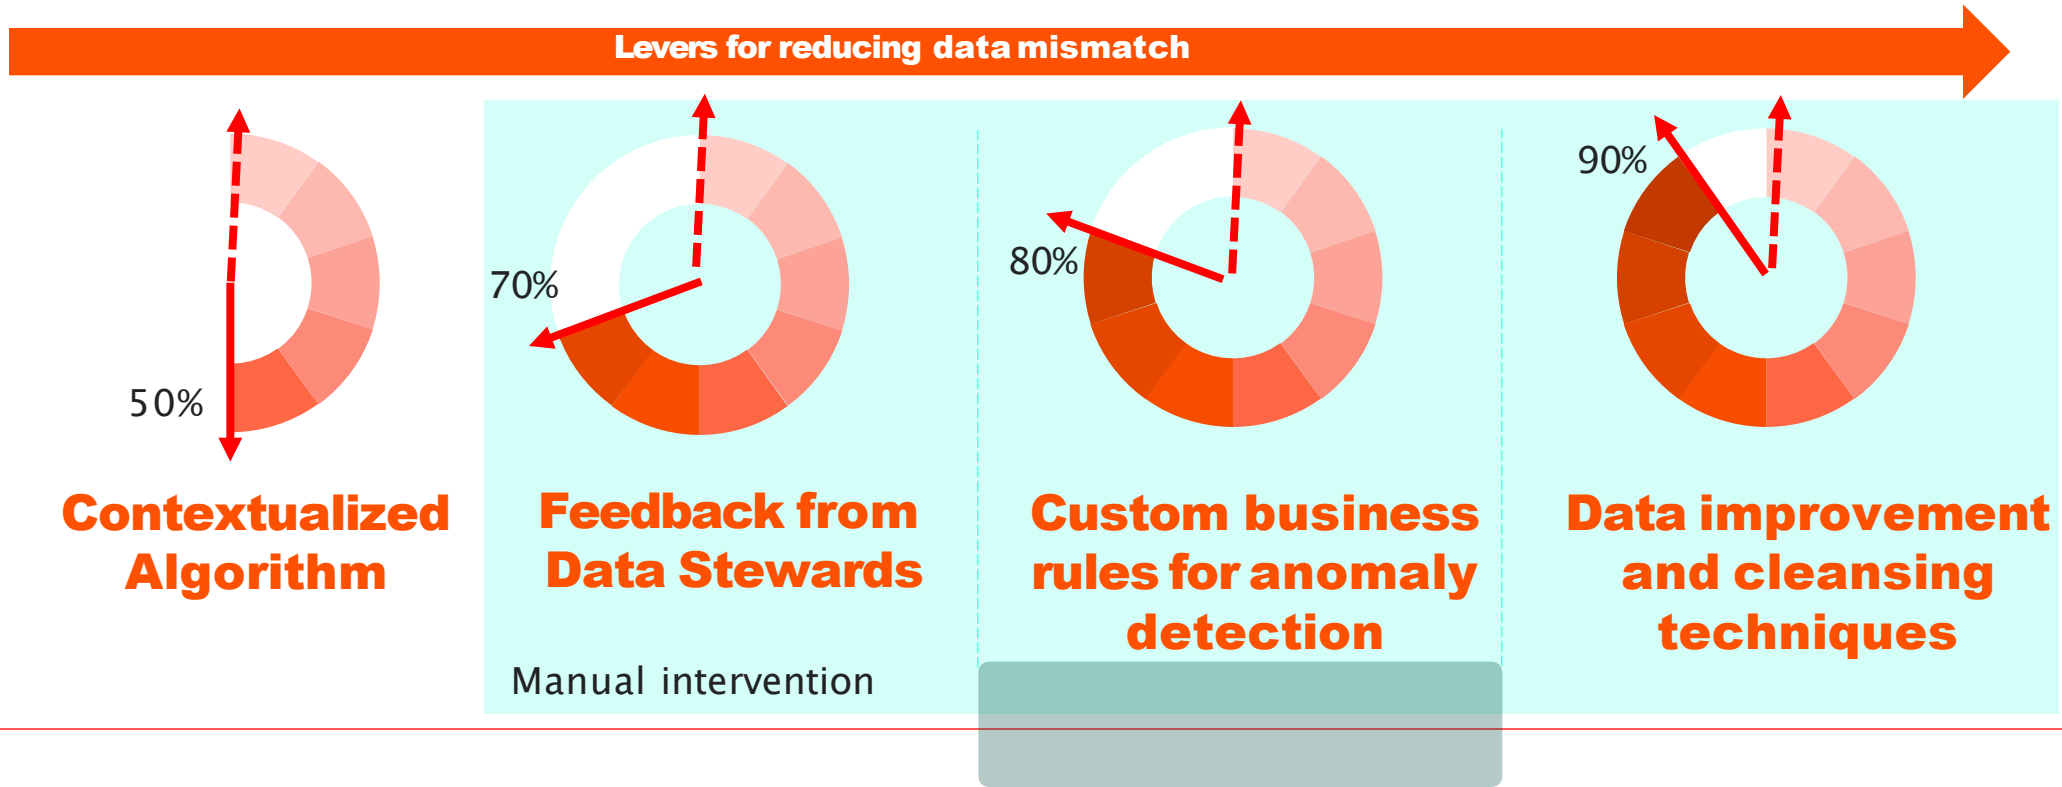 Levers for reducing data mismatch
50%
70%
80%
90%
Contextualized
Algorithm
Feedback from
Data Stewards
Custom business
rules for anomaly
detection
Data improvement
and cleansing
techniques
Manual intervention